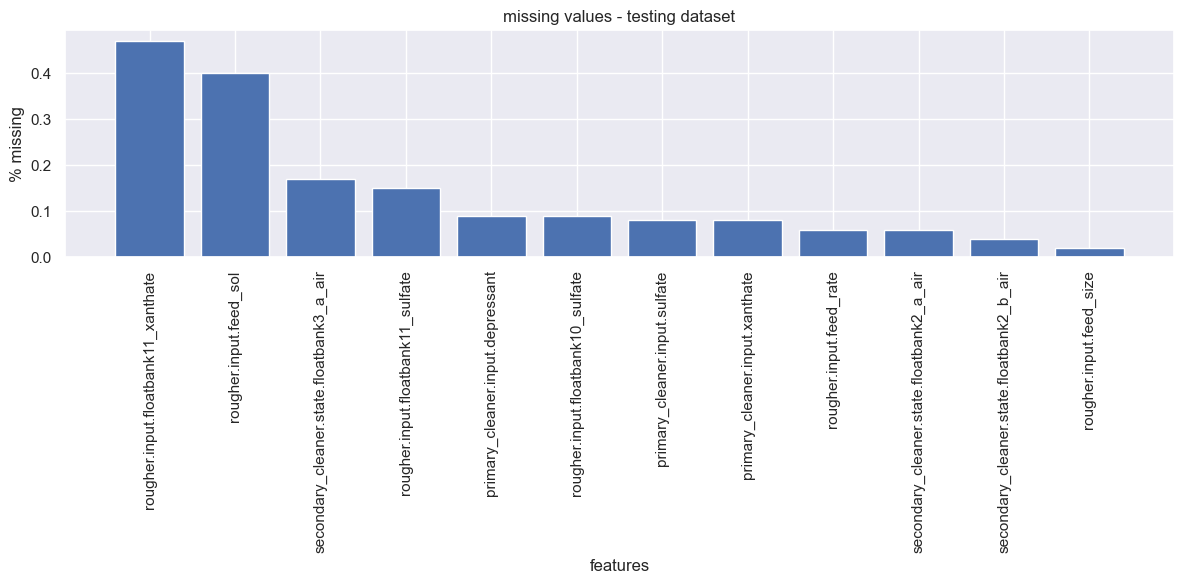 missing values - testing dataset
% missing
0.4
0.3
0.2
0.1
0.0
rougher.input.floatbank11_xanthate
rougher.input.feed_sol
secondary_cleaner.state.floatbank3_a_air
rougher.input.floatbank11_sulfate
primary_cleaner.input.depressant
rougher.input.floatbank10_sulfate
primary_cleaner.input.sulfate
primary_cleaner.input.xanthate
rougher.input.feed_rate
secondary_cleaner.state.floatbank2_a_air
secondary_cleaner.state.floatbank2_b_air
rougher.input.feed_size
features